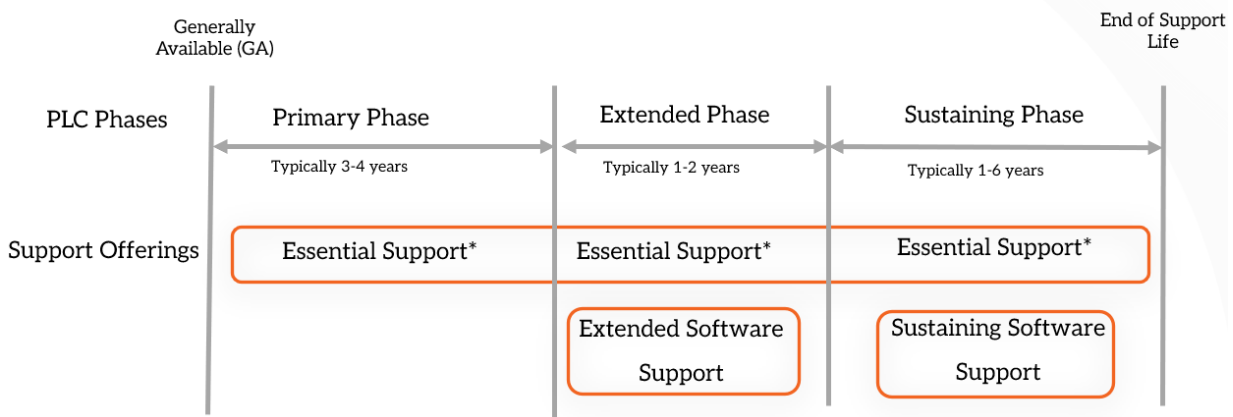 Generally
Available (GA)
End of Support
Life
PLC Phases
Primary Phase
Extended Phase
Sustaining Phase
Typically 3-4 years
Typically 1-2 years
Typically 1-6 years
Support Offerings
Essential Support*
Essential Support*
Essential Support*
Extended Software
Support
Sustaining Software
Support